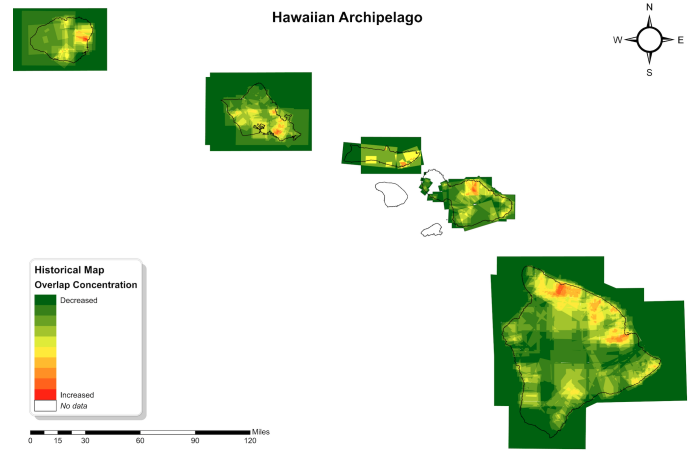 Hawaiian Archipelago
N
W E
S
Historical Map
Overlap Concentration
Decreased
Increased
No data
Miles
0 15 30 60 90 120